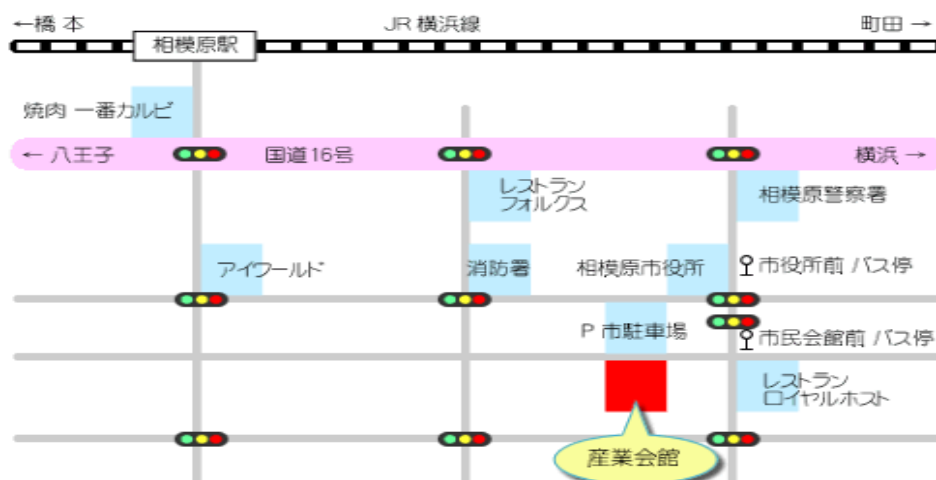 ←橋本
JR 横浜線
町田 →
相模原駅
焼肉 一番カルビ
← 八王子
国道16号
横浜 →
レストラン
フォルクス
相模原警察署
アイワールド
消防署
相模原市役所
市役所前 バス停
P 市駐車場
市民会館前 バス停
レストラン
ロイヤルホスト
産業会館